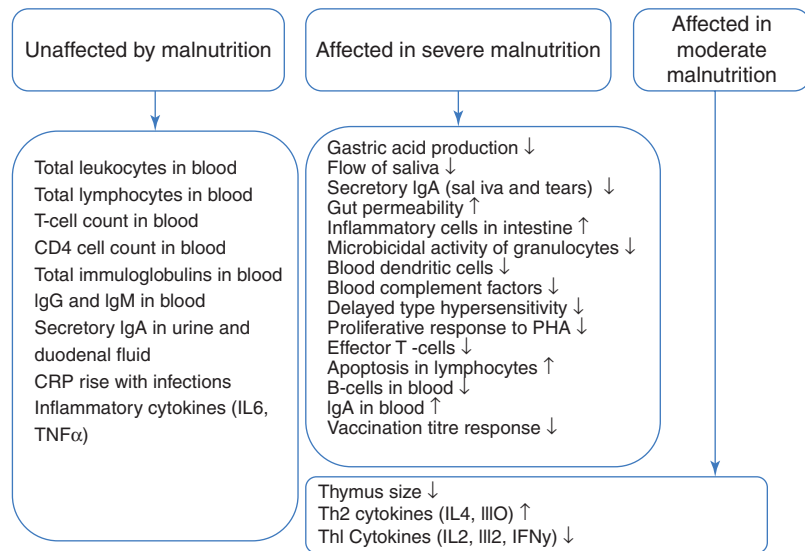 Unaffected by malnutrition
Affected in severe malnutrition
Affected in
moderate
malnutrition
Total leukocytes in blood
Total lymphocytes in blood
T-cell count in blood
CD4 cell count in blood
Total immuloglobulins in blood
IgG and IgM in blood
Secretory IgA in urine and
duodenal fluid
CRP rise with infections
Inflammatory cytokines (IL6,
TNFα)
Gastric acid production ↓
Flow of saliva ↓
Secretory IgA (sal iva and tears) ↓
Gut permeability ↑
Inflammatory cells in intestine ↑
Microbicidal activity of granulocytes ↓
Blood dendritic cells ↓
Blood complement factors ↓
Delayed type hypersensitivity ↓
Proliferative response to PHA ↓
Effector T -cells ↓
Apoptosis in lymphocytes ↑
B-cells in blood ↓
IgA in blood ↑
Vaccination titre response ↓
Thymus size ↓
Th2 cytokines (IL4, IllO) ↑
Thl Cytokines (IL2, Ill2, IFNy) ↓